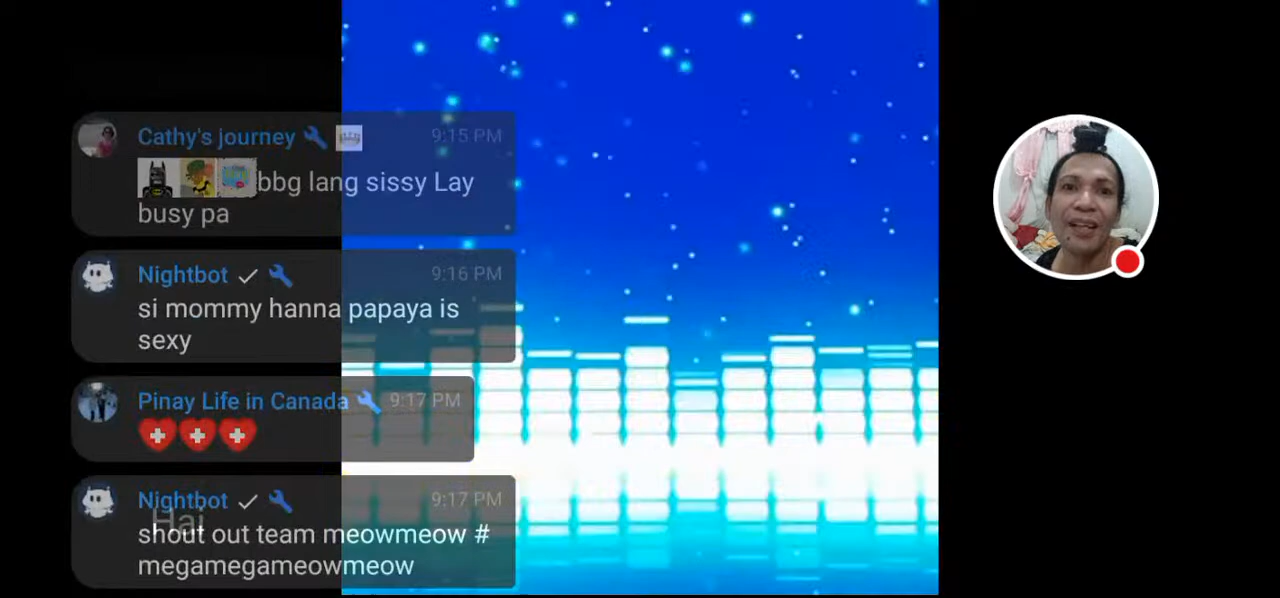 Cathy's journey 9:15 PM
bbg lang sissy Lay
busy pa
Nightbot 9:16 PM
si mommy hanna papaya is
sexy
Pinay Life in Canada 9:17 PM
Nightbot 9:17 PM
Hai
shout out team meowmeow #
megamegameowmeow